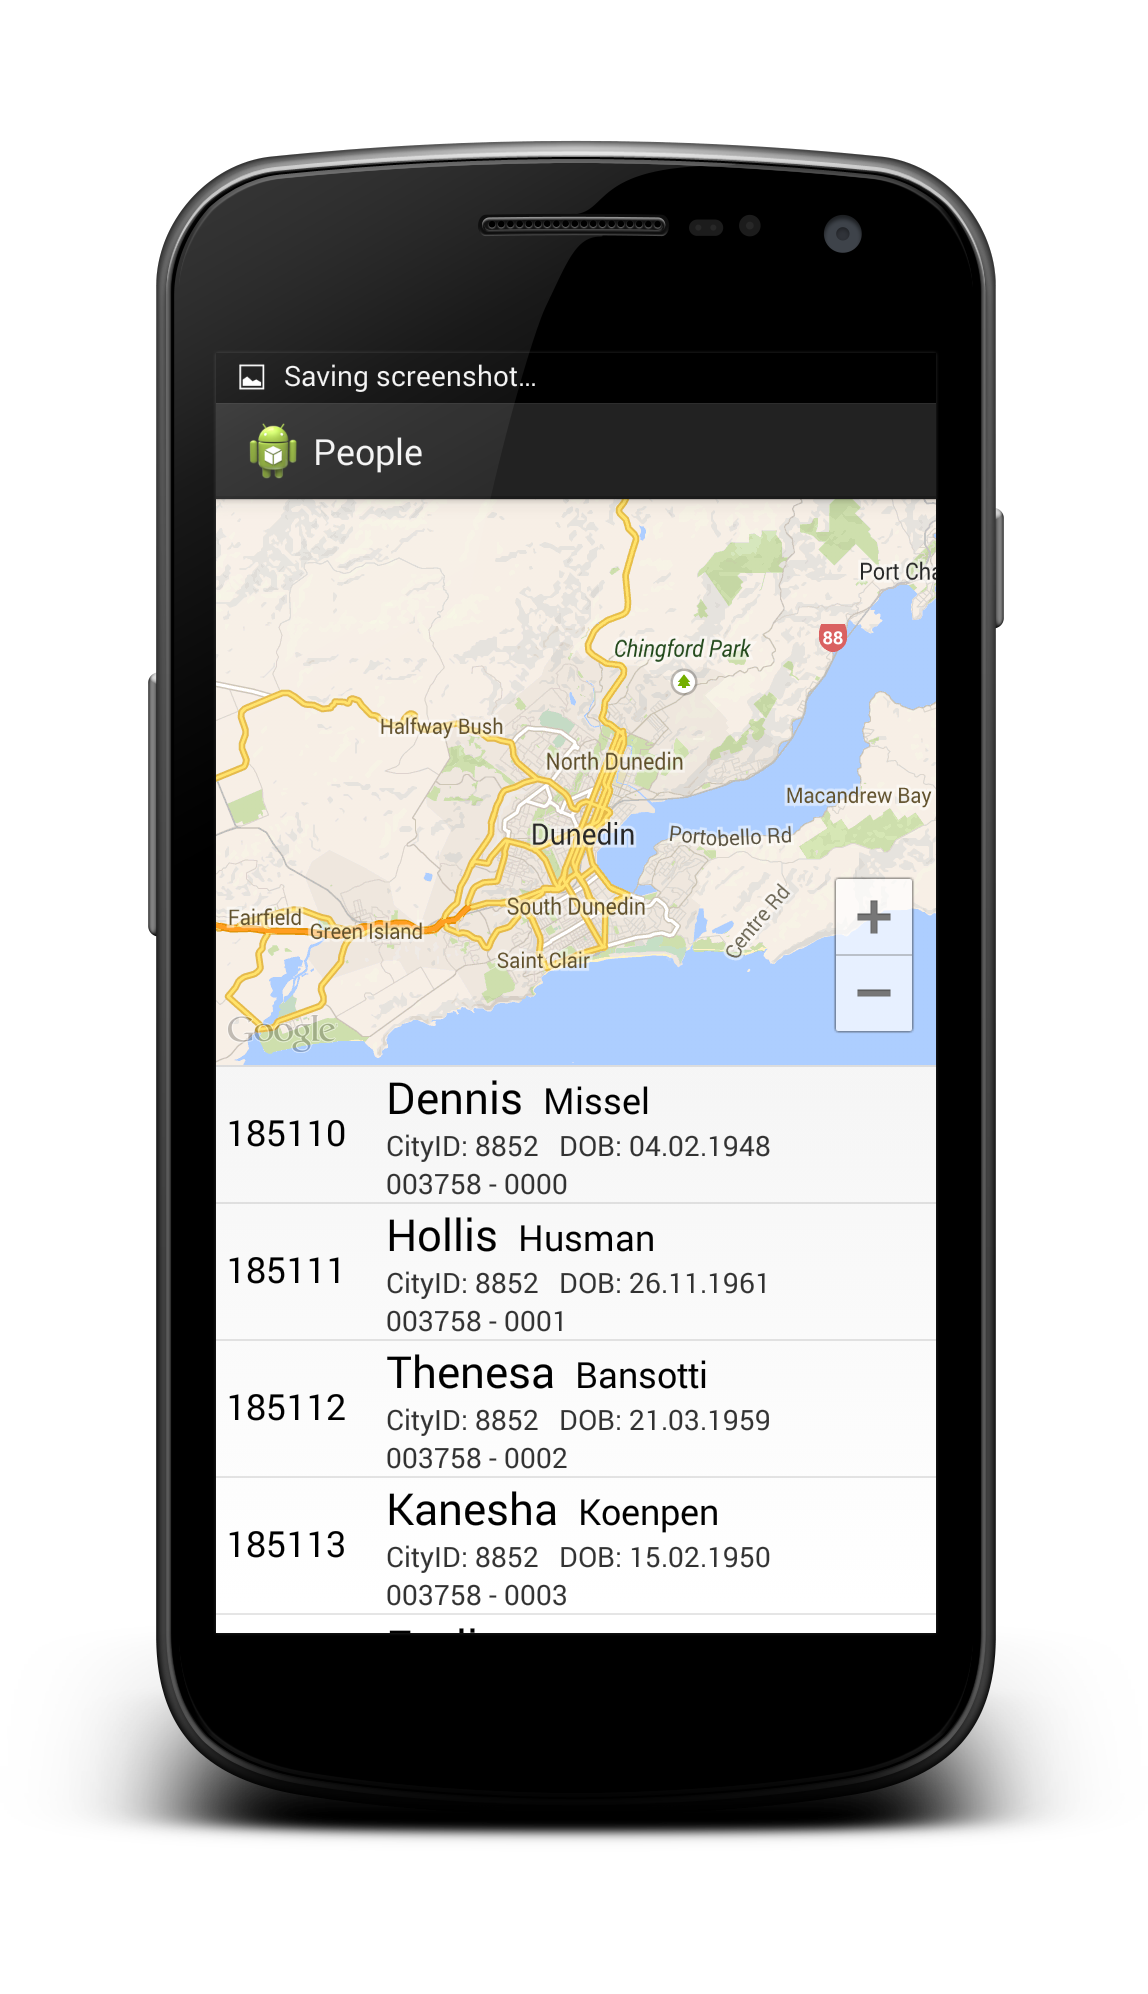 Saving screenshot...
People
Port Cha
88
Chingford Park
Halfway Bush
North Dunedin
Macandrew Bay
Dunedin
Portobello Rd
Centre Rd
South Dunedin
Fairfield
Green Island
Saint Clair
+
−
Google
185110
Dennis Missel
CityID: 8852 DOB: 04.02.1948
003758 - 0000
185111
Hollis Husman
CityID: 8852 DOB: 26.11.1961
003758 - 0001
185112
Thenesa Bansotti
CityID: 8852 DOB: 21.03.1959
003758 - 0002
185113
Kanesha Koenpen
CityID: 8852 DOB: 15.02.1950
003758 - 0003